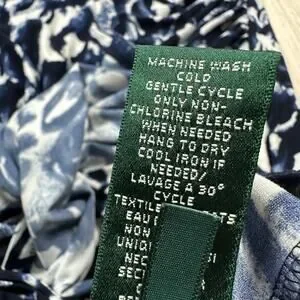 MACHINE WASH
COLD
GENTLE CYCLE
ONLY NON-
CHLORINE BLEACH
WHEN NEEDED
HANG TO DRY
COOL IRON IF
NEEDED/
LAVAGE A 30°
CYCLE
TEXTILE
EAU
NON
UNIQ
NEC SI
SEC